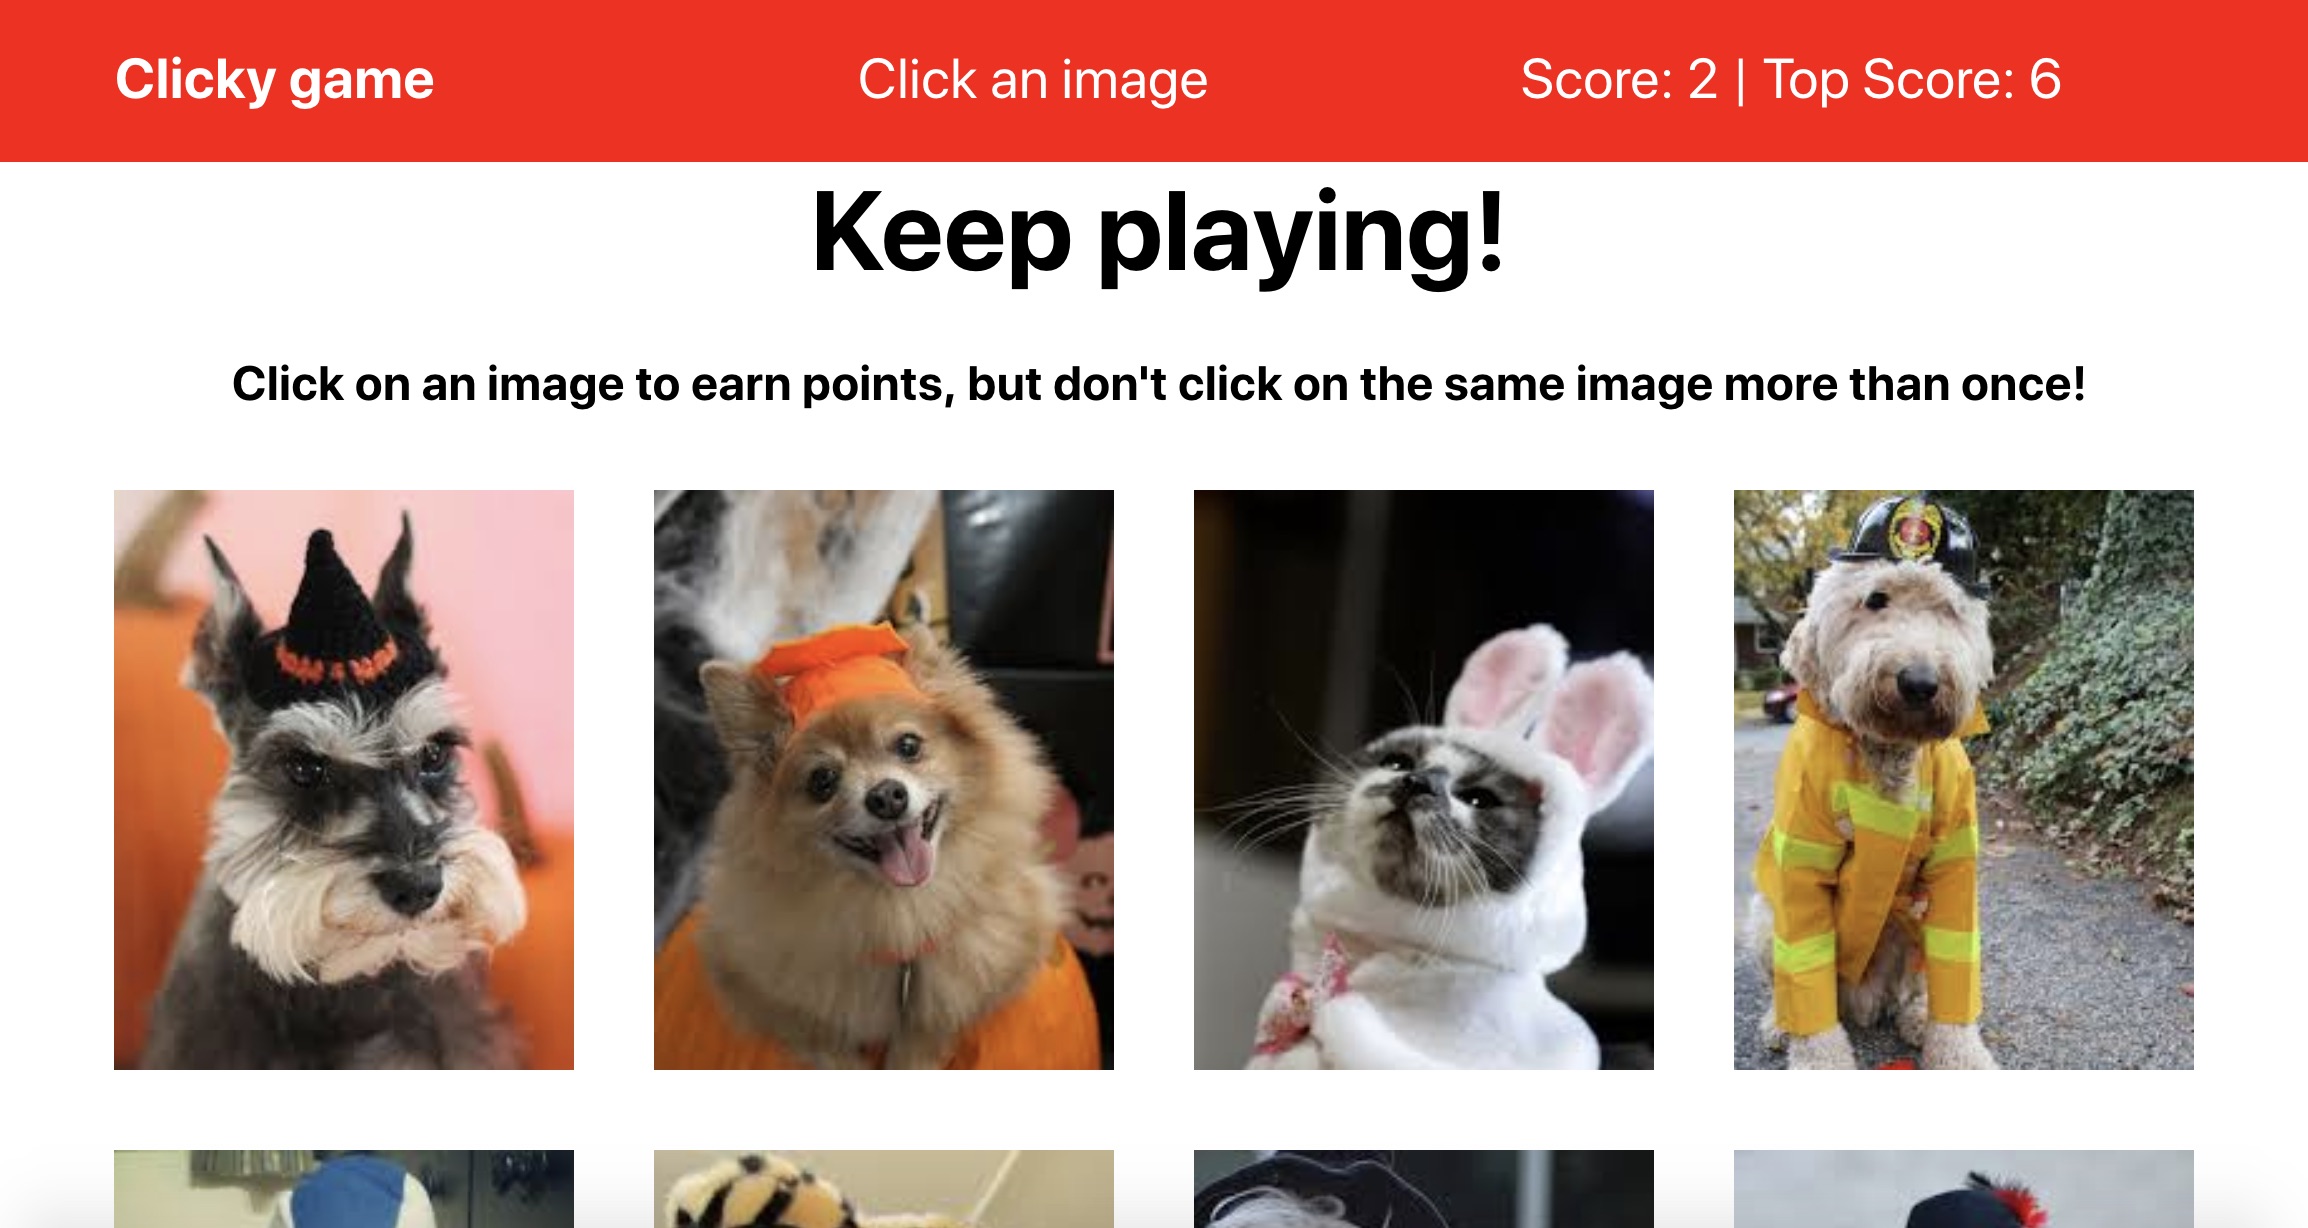 Clicky game
Click an image
Score: 2 | Top Score: 6
Keep playing!
Click on an image to earn points, but don't click on the same image more than once!